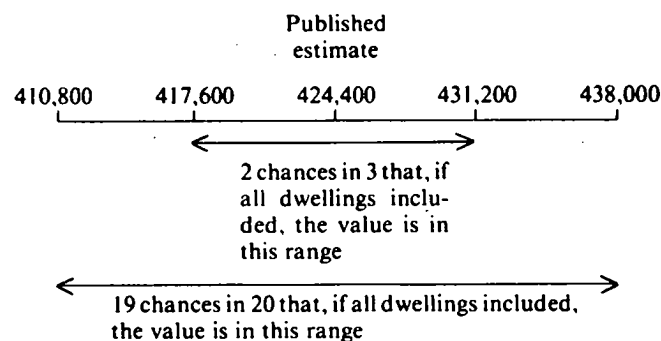 Published
estimate
410,800 417,600 424,400 431,200 438,000
2 chances in 3 that, if
all dwellings inclu-
ded, the value is in
this range
19 chances in 20 that, if all dwellings included,
the value is in this range